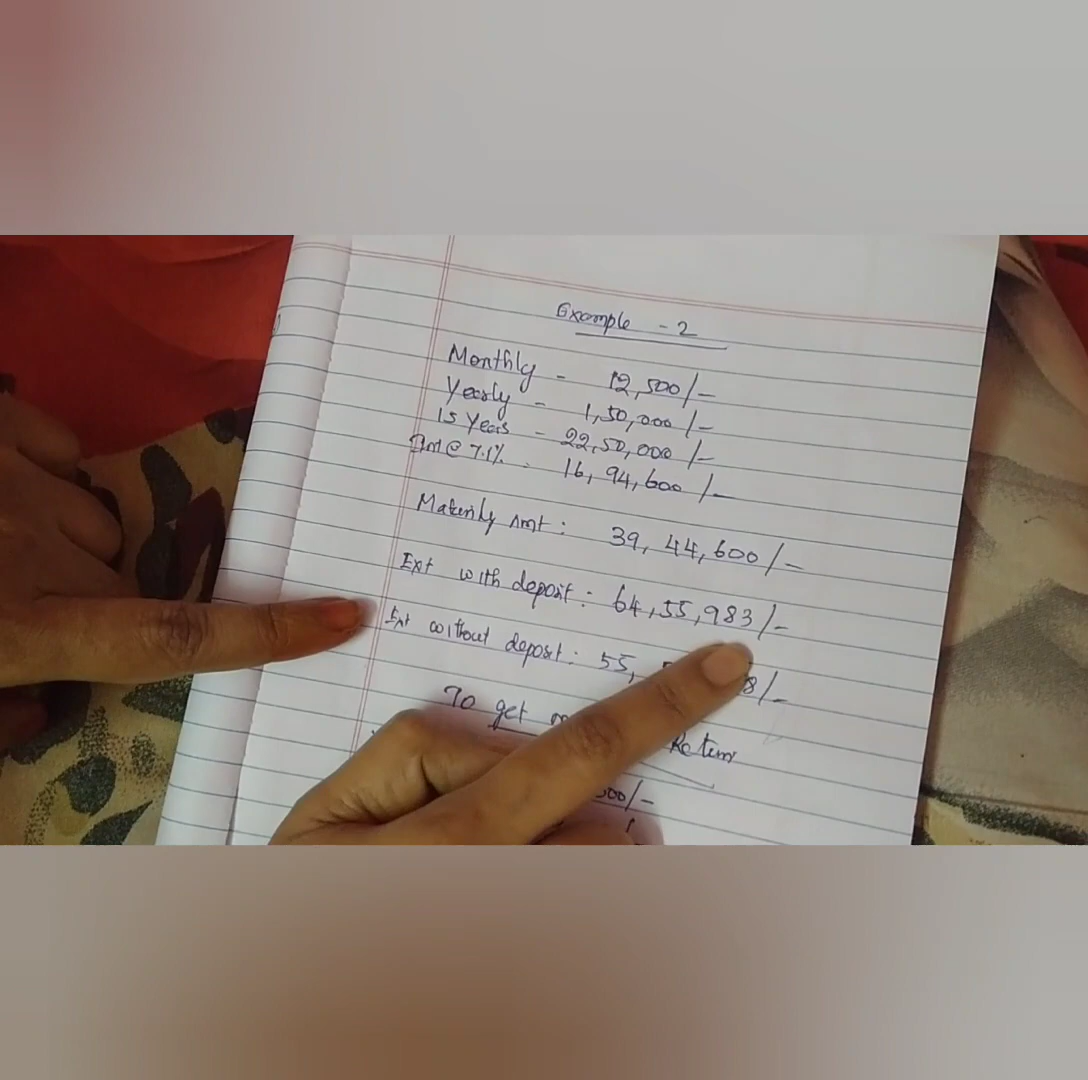 Example - 2
Monthly - 12,500/-
Yearly - 1,50,000/-
15 Years - 22,50,000/-
Int@ 7.1% - 16,94,600/-
Maturity Amt : 39,44,600/-
Ext with deposit : 64,55,983/-
Ext without deposit : 55, 8/-
To get Return
00/-